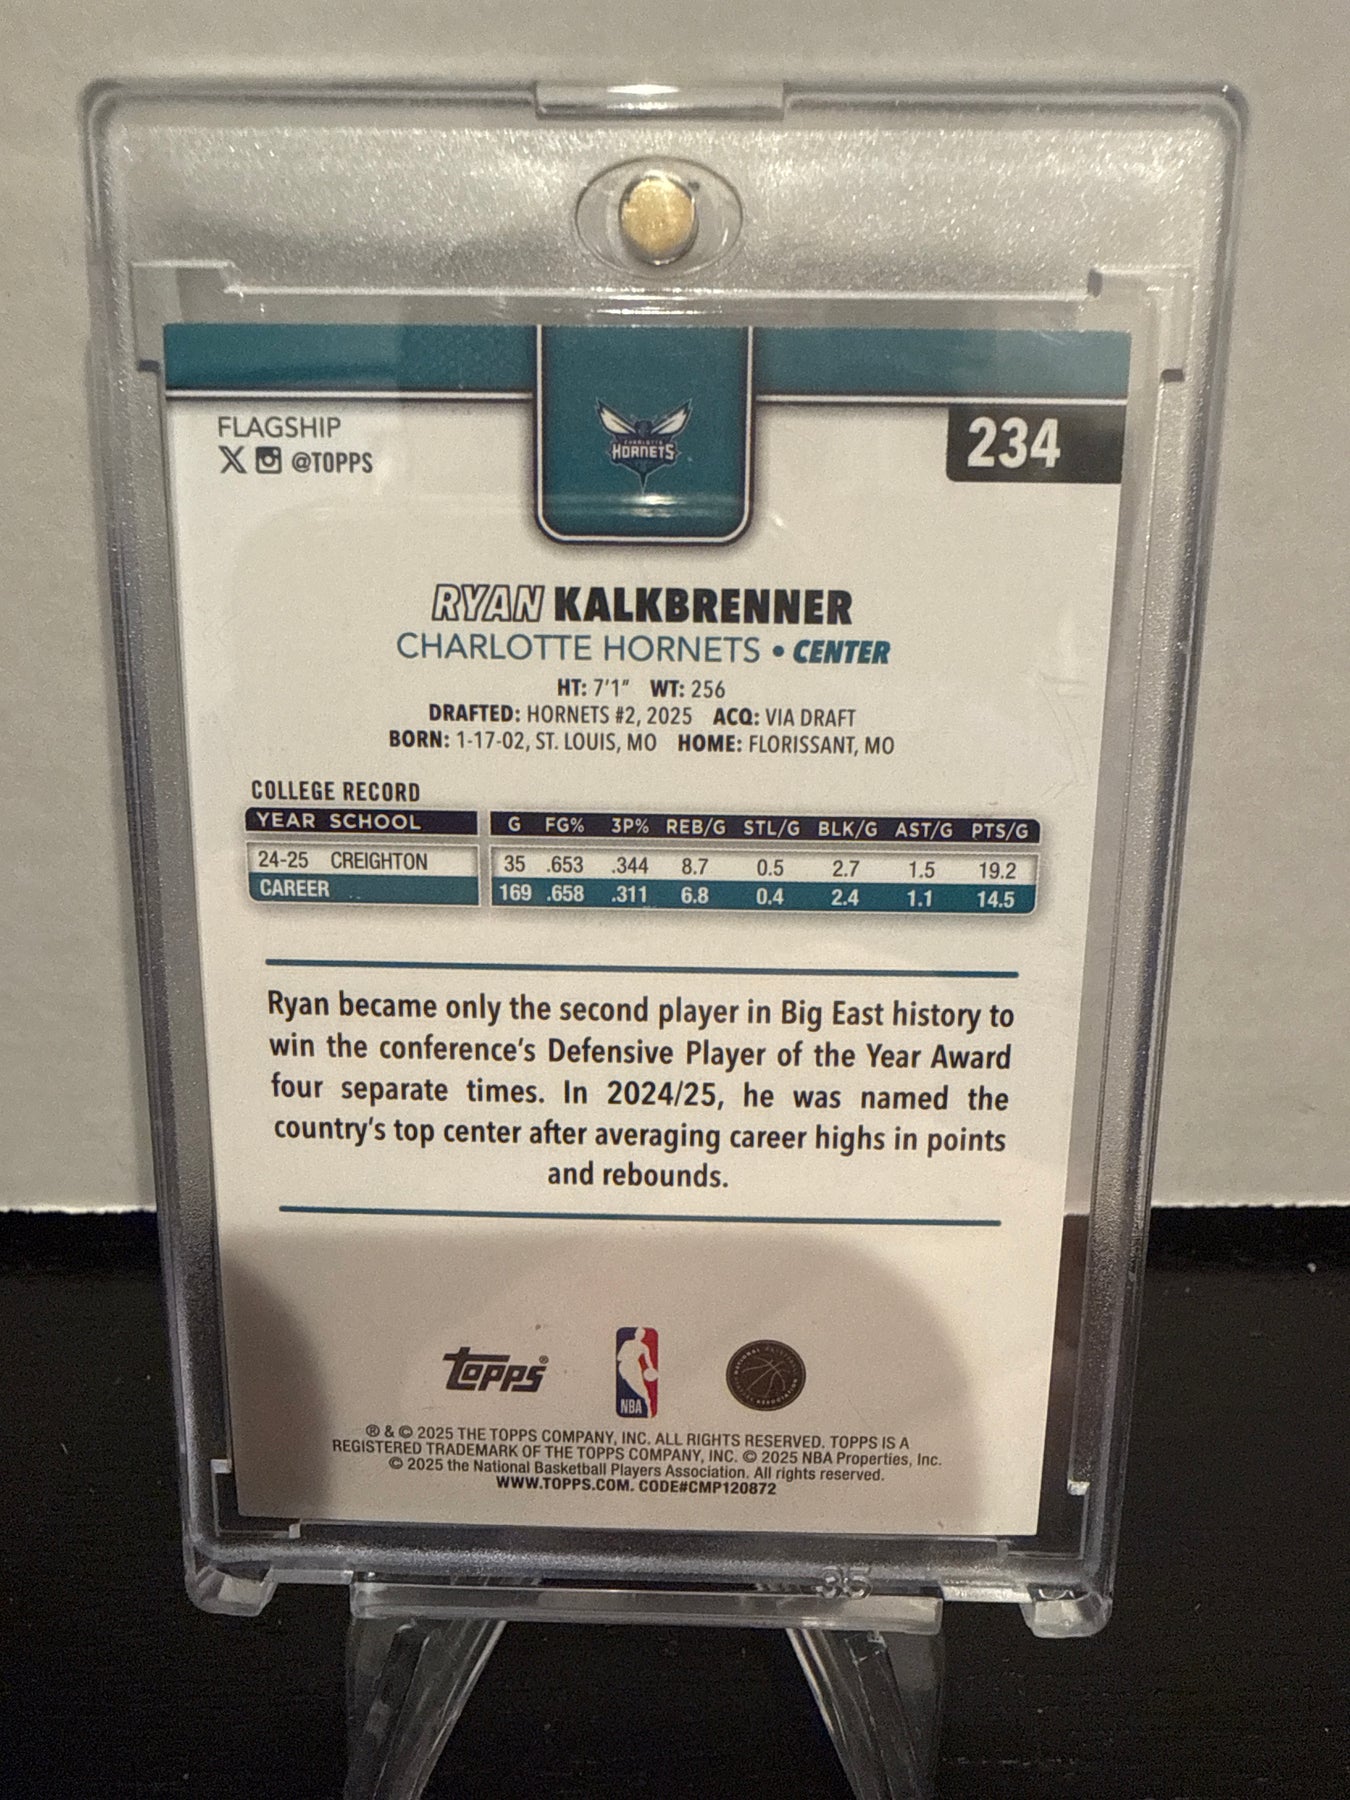 FLAGSHIP
@TOPPS
CHARLOTTE
HORNETS
234
RYAN KALKBRENNER
CHARLOTTE HORNETS • CENTER
HT: 7'1" WT: 256
DRAFTED: HORNETS #2, 2025 ACQ: VIA DRAFT
BORN: 1-17-02, ST. LOUIS, MO HOME: FLORISSANT, MO
COLLEGE RECORD
YEAR SCHOOL G FG% 3P% REB/G STL/G BLK/G AST/G PTS/G
24-25 CREIGHTON 35 .653 .344 8.7 0.5 2.7 1.5 19.2
CAREER 169 .658 .311 6.8 0.4 2.4 1.1 14.5
Ryan became only the second player in Big East history to
win the conference's Defensive Player of the Year Award
four separate times. In 2024/25, he was named the
country's top center after averaging career highs in points
and rebounds.
Topps®
NBA
NATIONAL BASKETBALL
ASSOCIATION
® & © 2025 THE TOPPS COMPANY, INC. ALL RIGHTS RESERVED. TOPPS IS A
REGISTERED TRADEMARK OF THE TOPPS COMPANY, INC. © 2025 NBA Properties, Inc.
© 2025 the National Basketball Players Association. All rights reserved.
WWW.TOPPS.COM. CODE#CMP120872
35